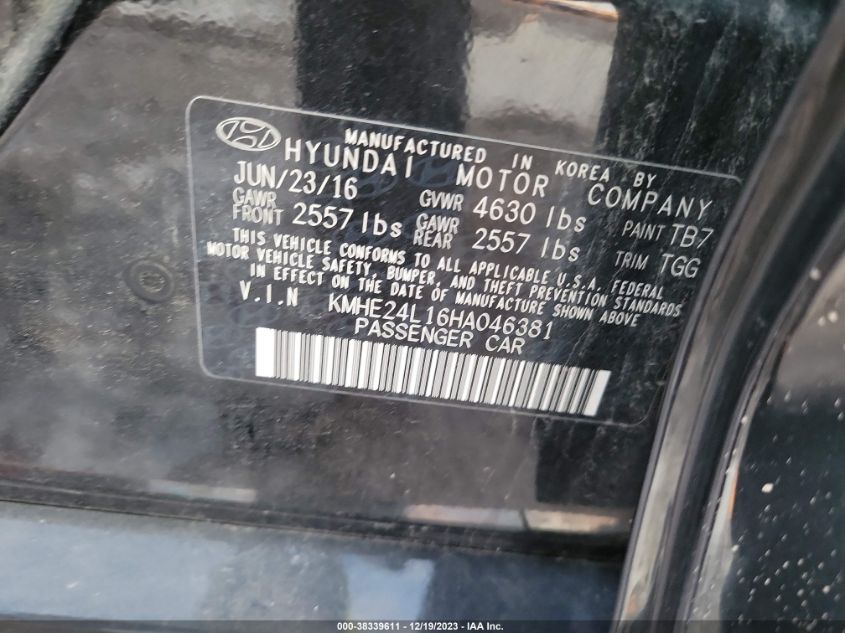 MANUFACTURED IN KOREA BY
HYUNDAI MOTOR COMPANY
JUN/23/16 GVWR 4630 lbs PAINT TB7
GAWR FRONT 2557 lbs GAWR REAR 2557 lbs TRIM TGG
THIS VEHICLE CONFORMS TO ALL APPLICABLE U.S.A. FEDERAL
MOTOR VEHICLE SAFETY, BUMPER, AND THEFT PREVENTION STANDARDS
IN EFFECT ON THE DATE OF MANUFACTURE SHOWN ABOVE
V.I.N KMHE24L16HA046381
PASSENGER CAR
000-38339611 - 12/19/2023 - IAA Inc.